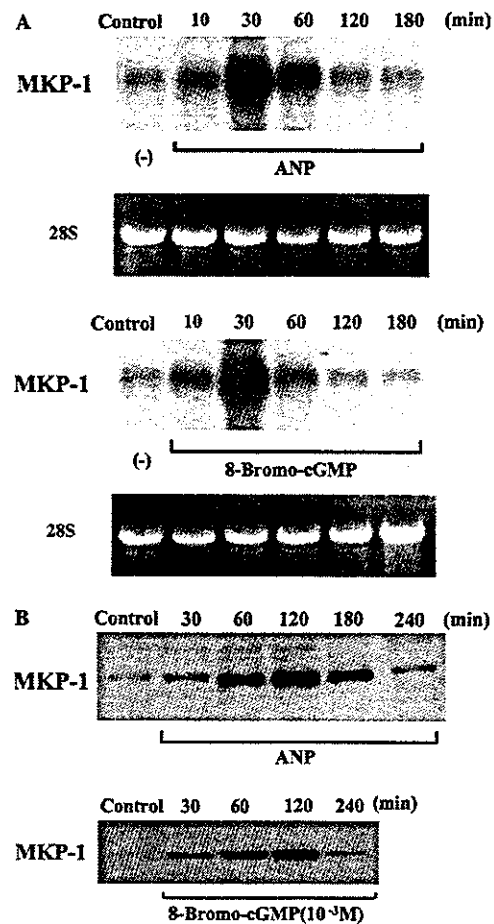 A Control 10 30 60 120 180 (min)
MKP-1
(-) ANP
28S
Control 10 30 60 120 180 (min)
MKP-1
(-) 8-Bromo-cGMP
28S
B Control 30 60 120 180 240 (min)
MKP-1
ANP
Control 30 60 120 240 (min)
MKP-1
8-Bromo-cGMP(10⁻³M)